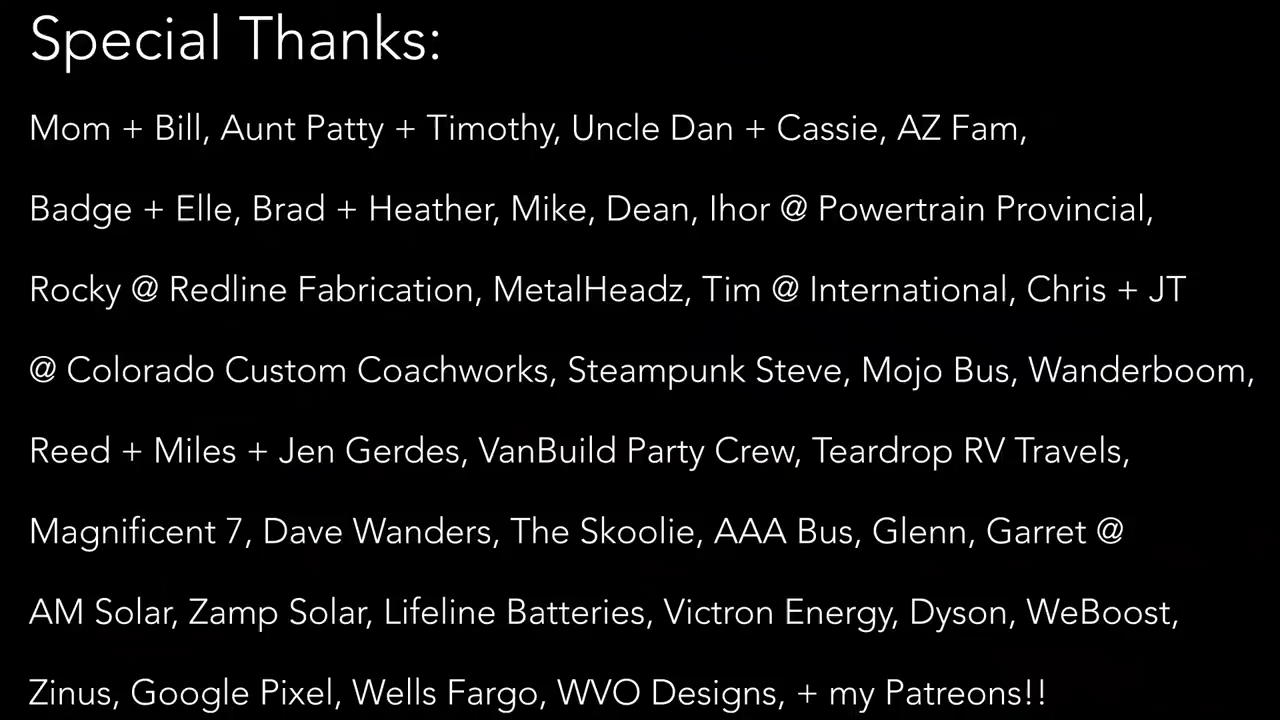 Special Thanks:
Mom + Bill, Aunt Patty + Timothy, Uncle Dan + Cassie, AZ Fam,
Badge + Elle, Brad + Heather, Mike, Dean, Ihor @ Powertrain Provincial,
Rocky @ Redline Fabrication, MetalHeadz, Tim @ International, Chris + JT
@ Colorado Custom Coachworks, Steampunk Steve, Mojo Bus, Wanderboom,
Reed + Miles + Jen Gerdes, VanBuild Party Crew, Teardrop RV Travels,
Magnificent 7, Dave Wanders, The Skoolie, AAA Bus, Glenn, Garret @
AM Solar, Zamp Solar, Lifeline Batteries, Victron Energy, Dyson, WeBoost,
Zinus, Google Pixel, Wells Fargo, WVO Designs, + my Patreons!!